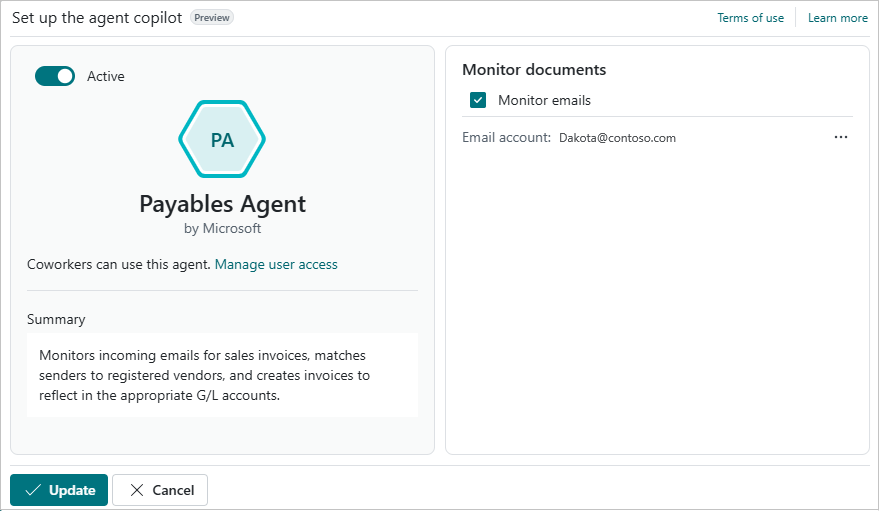 Set up the agent copilot Preview Terms of use Learn more
Active
PA
Payables Agent
by Microsoft
Coworkers can use this agent. Manage user access
Summary
Monitors incoming emails for sales invoices, matches
senders to registered vendors, and creates invoices to
reflect in the appropriate G/L accounts.
Monitor documents
Monitor emails
Email account: Dakota@contoso.com
Update Cancel